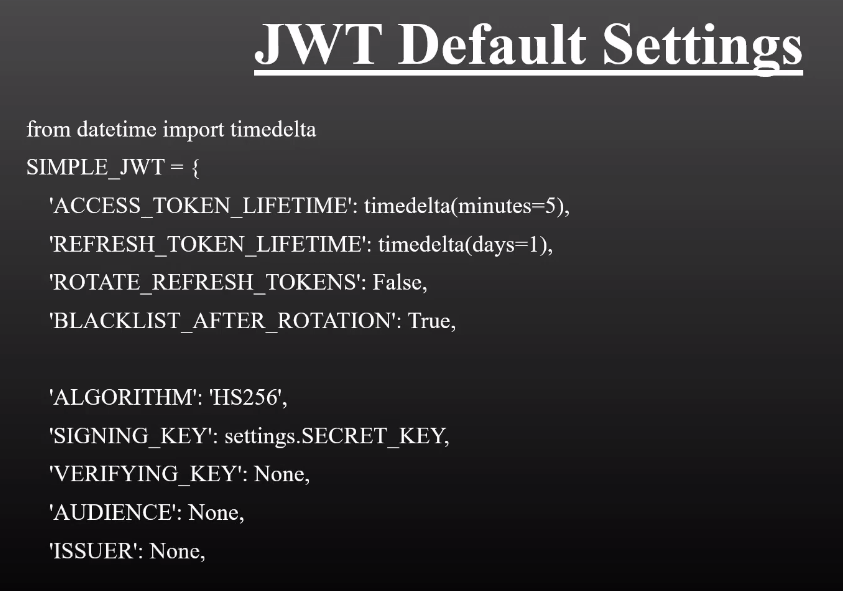 JWT Default Settings
from datetime import timedelta
SIMPLE_JWT = {
'ACCESS_TOKEN_LIFETIME': timedelta(minutes=5),
'REFRESH_TOKEN_LIFETIME': timedelta(days=1),
'ROTATE_REFRESH_TOKENS': False,
'BLACKLIST_AFTER_ROTATION': True,
'ALGORITHM': 'HS256',
'SIGNING_KEY': settings.SECRET_KEY,
'VERIFYING_KEY': None,
'AUDIENCE': None,
'ISSUER': None,